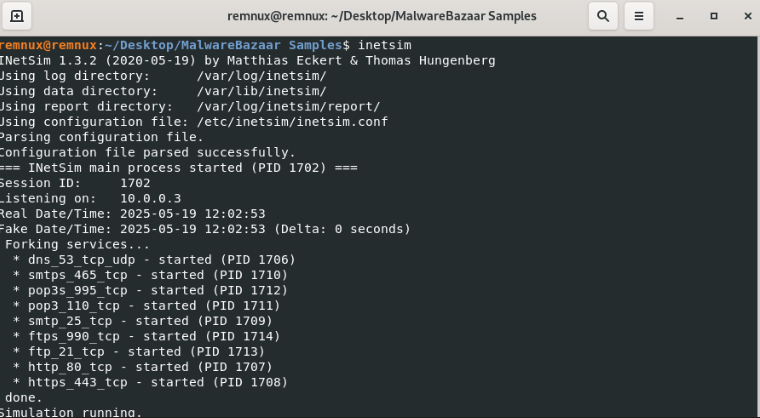 remnux@remnux: ~/Desktop/MalwareBazaar Samples
remnux@remnux:~/Desktop/MalwareBazaar Samples$ inetsim
INetSim 1.3.2 (2020-05-19) by Matthias Eckert & Thomas Hungenberg
Using log directory:      /var/log/inetsim/
Using data directory:     /var/lib/inetsim/
Using report directory:   /var/log/inetsim/report/
Using configuration file: /etc/inetsim/inetsim.conf
Parsing configuration file.
Configuration file parsed successfully.
=== INetSim main process started (PID 1702) ===
Session ID:     1702
Listening on:   10.0.0.3
Real Date/Time: 2025-05-19 12:02:53
Fake Date/Time: 2025-05-19 12:02:53 (Delta: 0 seconds)
 Forking services...
  * dns_53_tcp_udp - started (PID 1706)
  * smtps_465_tcp - started (PID 1710)
  * pop3s_995_tcp - started (PID 1712)
  * pop3_110_tcp - started (PID 1711)
  * smtp_25_tcp - started (PID 1709)
  * ftps_990_tcp - started (PID 1714)
  * ftp_21_tcp - started (PID 1713)
  * http_80_tcp - started (PID 1707)
  * https_443_tcp - started (PID 1708)
 done.
Simulation running.